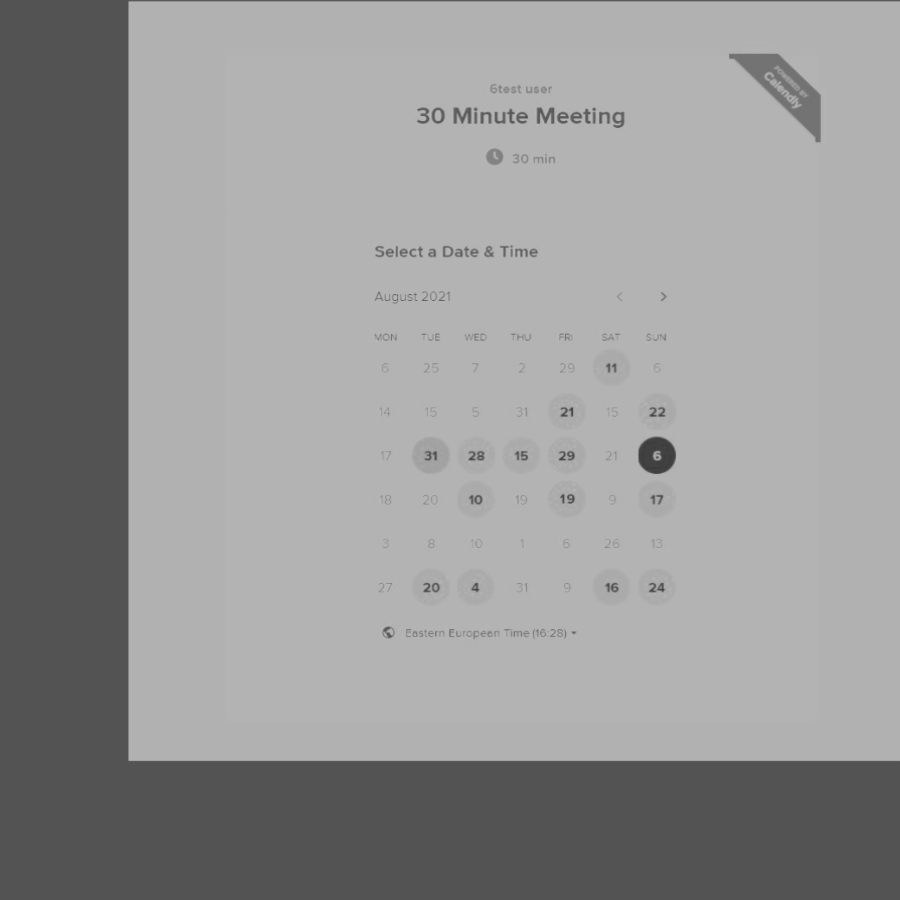 POWERED BY
Calendly
6test user
30 Minute Meeting
30 min
Select a Date & Time
August 2021
MON TUE WED THU FRI SAT SUN
6 25 7 2 29 11 6
14 15 5 31 21 15 22
17 31 28 15 29 21 6
18 20 10 19 19 9 17
3 8 10 1 6 26 13
27 20 4 31 9 16 24
Eastern European Time (16:28)